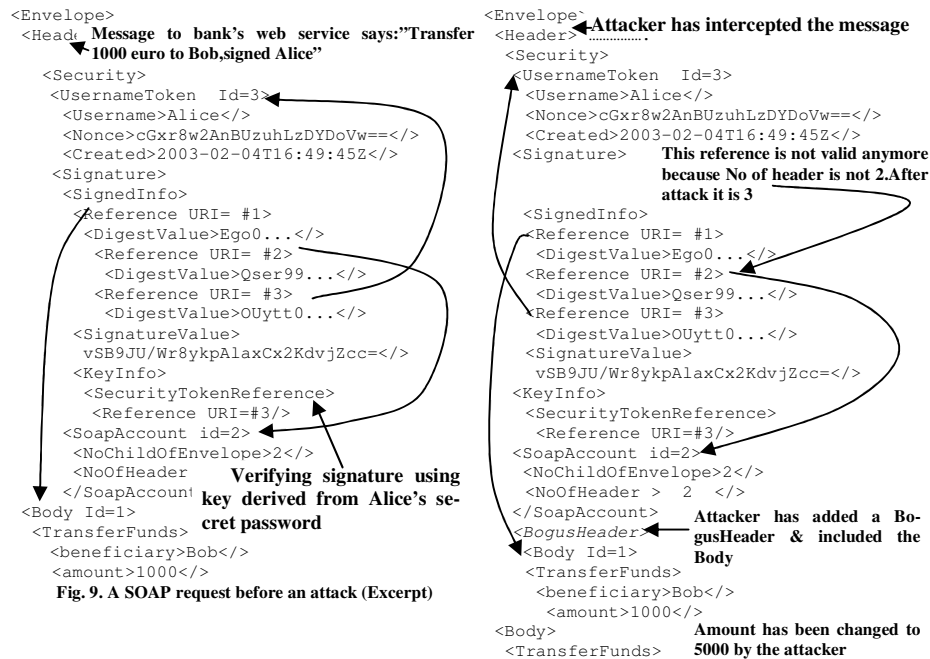 <Envelope>
<Head
Message to bank's web service says:"Transfer
1000 euro to Bob,signed Alice"
<Security>
<UsernameToken Id=3>
<Username>Alice</>
<Nonce>cGxr8w2AnBUzuhLzDYDoVw==</>
<Created>2003-02-04T16:49:45Z</>
<Signature>
<SignedInfo>
<Reference URI= #1>
<DigestValue>Ego0...</>
<Reference URI= #2>
<DigestValue>Qser99...</>
<Reference URI= #3>
<DigestValue>OUytt0...</>
<SignatureValue>
vSB9JU/Wr8ykpAlaxCx2KdvjZcc=</>
<KeyInfo>
<SecurityTokenReference>
<Reference URI=#3/>
<SoapAccount id=2>
<NoChildOfEnvelope>2</>
<NoOfHeader
</SoapAccount
Verifying signature using
key derived from Alice's se-
cret password
<Body Id=1>
<TransferFunds>
<beneficiary>Bob</>
<amount>1000</>
Fig. 9. A SOAP request before an attack (Excerpt)
<Envelope>
<Header>
Attacker has intercepted the message
<Security>
<UsernameToken Id=3>
<Username>Alice</>
<Nonce>cGxr8w2AnBUzuhLzDYDoVw==</>
<Created>2003-02-04T16:49:45Z</>
<Signature>
This reference is not valid anymore
because No of header is not 2.After
attack it is 3
<SignedInfo>
<Reference URI= #1>
<DigestValue>Ego0...</>
<Reference URI= #2>
<DigestValue>Qser99...</>
<Reference URI= #3>
<DigestValue>OUytt0...</>
<SignatureValue>
vSB9JU/Wr8ykpAlaxCx2KdvjZcc=</>
<KeyInfo>
<SecurityTokenReference>
<Reference URI=#3/>
<SoapAccount id=2>
<NoChildOfEnvelope>2</>
<NoOfHeader > 2 </>
</SoapAccount>
<BogusHeader>
Attacker has added a Bo-
gusHeader & included the
Body
<Body Id=1>
<TransferFunds>
<beneficiary>Bob</>
<amount>1000</>
<Body>
<TransferFunds>
Amount has been changed to
5000 by the attacker